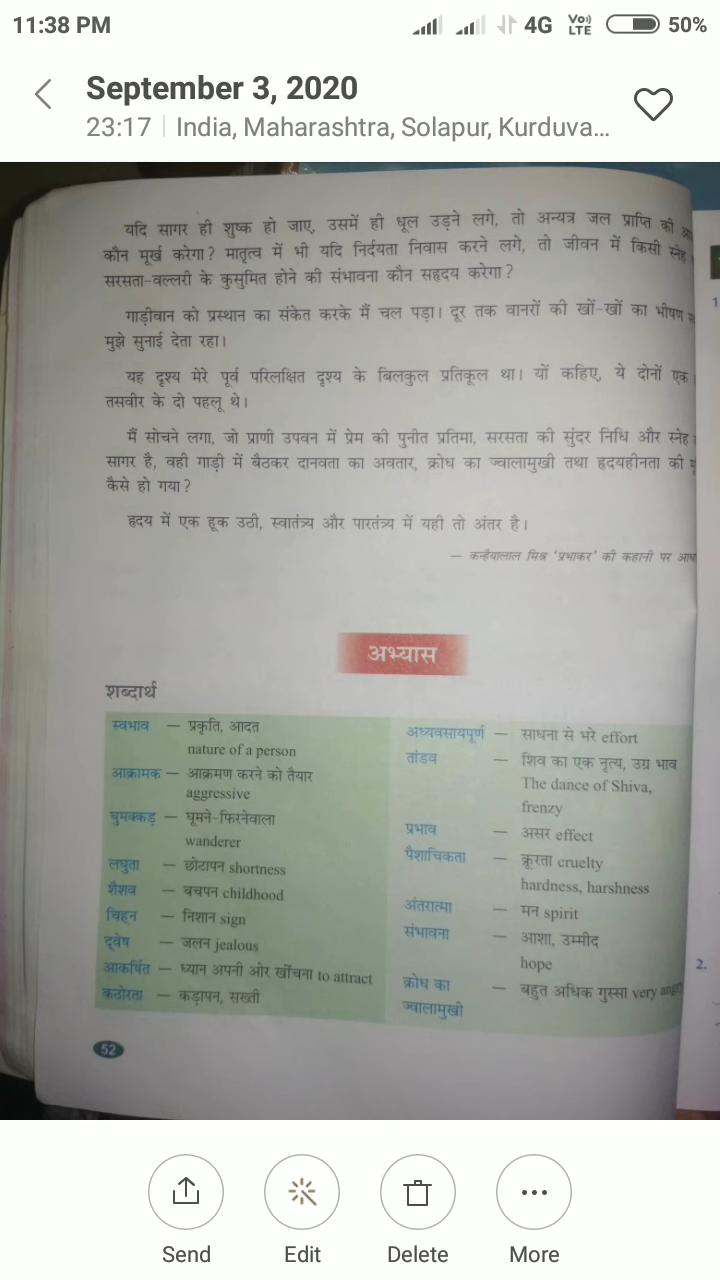 11:38 PM
4G
Vo))
LTE
50%
September 3, 2020
23:17 | India, Maharashtra, Solapur, Kurduva...
यदि सागर ही शुष्क हो जाए, उसमें ही धूल उड़ने लगे, तो अन्यत्र जल प्राप्ति की
कौन मूर्ख करेगा? मातृत्व में भी यदि निर्दयता निवास करने लगे, तो जीवन में किसी स्नेह
सरसता-वल्लरी के कुसुमित होने की संभावना कौन सहृदय करेगा?
गाड़ीवान को प्रस्थान का संकेत करके मैं चल पड़ा। दूर तक वानरों की खों-खों का भीषण
मुझे सुनाई देता रहा।
यह दृश्य मेरे पूर्व परिलक्षित दृश्य के बिलकुल प्रतिकूल था। यों कहिए, ये दोनों एक
तसवीर के दो पहलू थे।
मैं सोचने लगा, जो प्राणी उपवन में प्रेम की पुनीत प्रतिमा, सरसता की सुंदर निधि और स्नेह
सागर है, वही गाड़ी में बैठकर दानवता का अवतार, क्रोध का ज्वालामुखी तथा हृदयहीनता की
कैसे हो गया?
हृदय में एक हूक उठी, स्वातंत्र्य और पारतंत्र्य में यही तो अंतर है।
— कन्हैयालाल मिश्र 'प्रभाकर' की कहानी पर
अभ्यास
शब्दार्थ
स्वभाव — प्रकृति, आदत
nature of a person
आक्रामक — आक्रमण करने को तैयार
aggressive
घुमक्कड़ — घूमने-फिरनेवाला
wanderer
लघुता — छोटापन shortness
शैशव — बचपन childhood
चिह्न — निशान sign
द्वेष — जलन jealous
आकर्षित — ध्यान अपनी ओर खींचना to attract
कठोरता — कड़ापन, सख्ती
अध्यवसायपूर्ण — साधना से भरे effort
तांडव — शिव का एक नृत्य, उग्र भाव
The dance of Shiva,
frenzy
प्रभाव — असर effect
पैशाचिकता — क्रूरता cruelty
hardness, harshness
अंतरात्मा — मन spirit
संभावना — आशा, उम्मीद
hope
क्रोध का — बहुत अधिक गुस्सा very angry
ज्वालामुखी
52
1
2.
Send
Edit
Delete
More